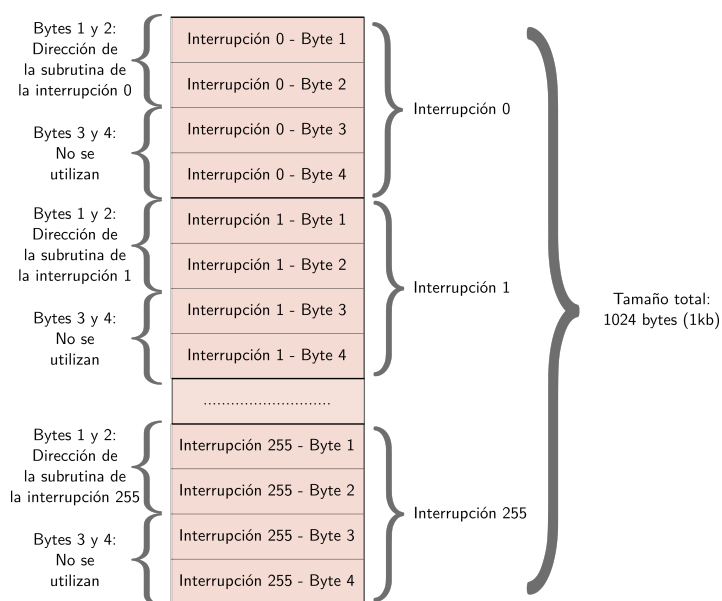 Bytes 1 y 2:
Dirección de
la subrutina de
la interrupción 0
Bytes 3 y 4:
No se
utilizan
Bytes 1 y 2:
Dirección de
la subrutina de
la interrupción 1
Bytes 3 y 4:
No se
utilizan
Bytes 1 y 2:
Dirección de
la subrutina de
la interrupción 255
Bytes 3 y 4:
No se
utilizan
Interrupción 0 - Byte 1
Interrupción 0 - Byte 2
Interrupción 0 - Byte 3
Interrupción 0 - Byte 4
Interrupción 1 - Byte 1
Interrupción 1 - Byte 2
Interrupción 1 - Byte 3
Interrupción 1 - Byte 4
............................
Interrupción 255 - Byte 1
Interrupción 255 - Byte 2
Interrupción 255 - Byte 3
Interrupción 255 - Byte 4
Interrupción 0
Interrupción 1
Interrupción 255
Tamaño total:
1024 bytes (1kb)